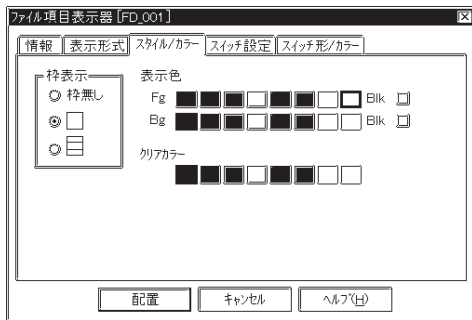 ﾌｧｲﾙ項目表示器 [FD_001]
情報 表示形式 ｽﾀｲﾙ/ｶﾗｰ ｽｲｯﾁ設定 ｽｲｯﾁ形/ｶﾗｰ
枠表示
枠無し
表示色
Fg Blk
Bg Blk
ｸﾘｱｶﾗｰ
配置 ｷｬﾝｾﾙ ﾍﾙﾌﾟ(H)